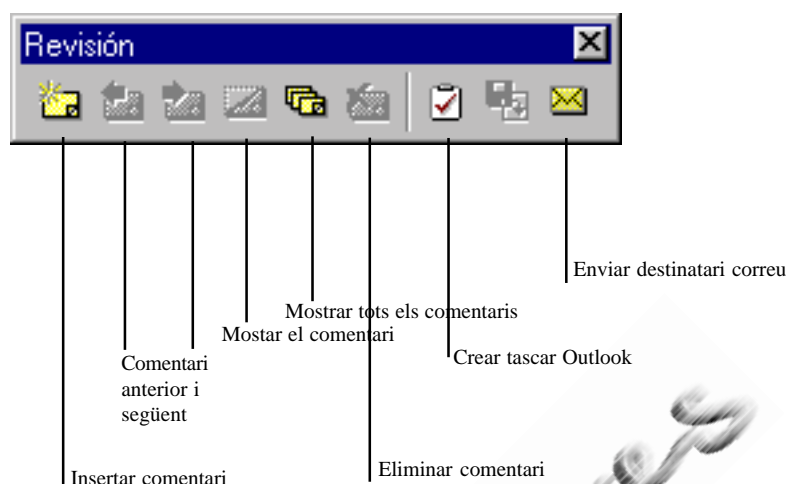 Revisión
Enviar destinatari correu
Mostrar tots els comentaris
Mostar el comentari
Crear tascar Outlook
Comentari
anterior i
següent
Eliminar comentari
Insertar comentari